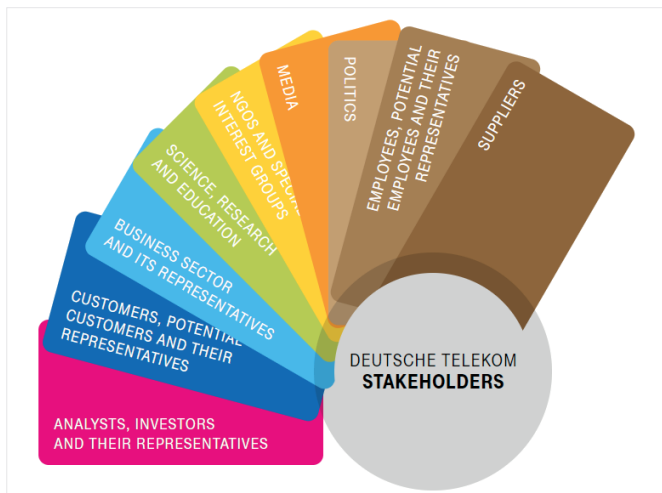 ANALYSTS, INVESTORS
AND THEIR REPRESENTATIVES
CUSTOMERS, POTENTIAL
CUSTOMERS AND THEIR
REPRESENTATIVES
BUSINESS SECTOR
AND ITS REPRESENTATIVES
SCIENCE, RESEARCH
AND EDUCATION
NGOS AND SPECIAL
INTEREST GROUPS
MEDIA
POLITICS
EMPLOYEES, POTENTIAL
EMPLOYEES AND THEIR
REPRESENTATIVES
SUPPLIERS
DEUTSCHE TELEKOM
STAKEHOLDERS